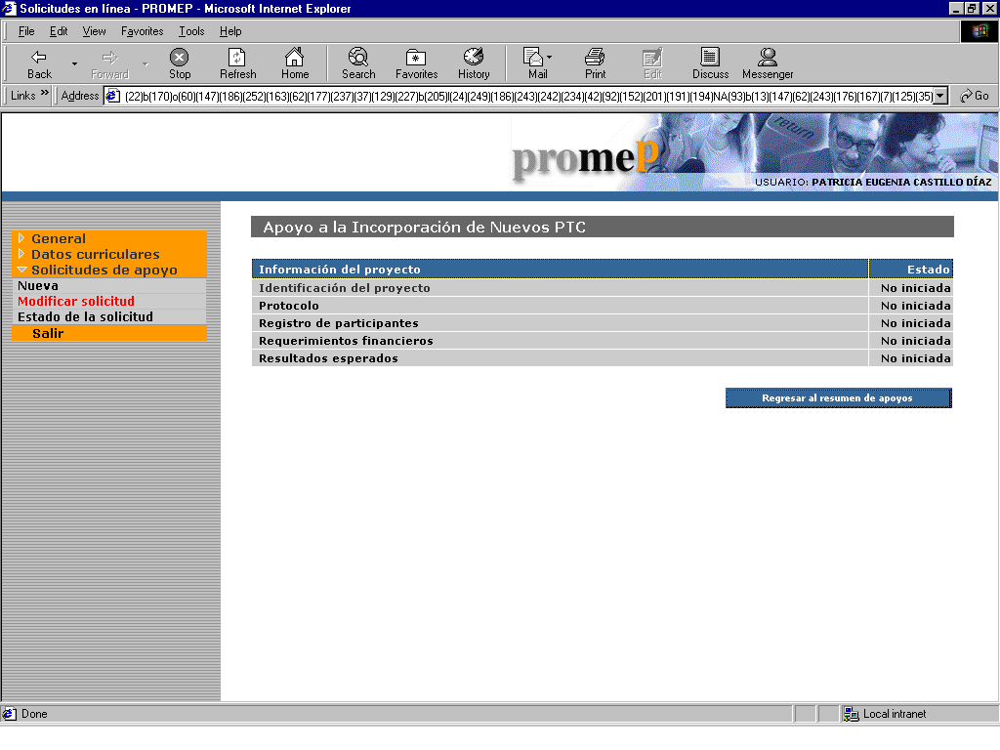 Solicitudes en línea - PROMEP - Microsoft Internet Explorer
File Edit View Favorites Tools Help
Back Forward Stop Refresh Home Search Favorites History Mail Print Edit Discuss Messenger
Links » Address (22)b(170)o(60)(147)(186)(252)(163)(62)(177)(237)(37)(129)(227)b(205)f(24)(249)(186)(243)(242)(234)(42)(92)(152)(201)(191)(194)NA(93)b(13)(147)(62)(243)(176)(167)(7)(125)(35) Go
return
promep
USUARIO: PATRICIA EUGENIA CASTILLO DÍAZ
General
Datos curriculares
Solicitudes de apoyo
Nueva
Modificar solicitud
Estado de la solicitud
Salir
Apoyo a la Incorporación de Nuevos PTC
Información del proyecto Estado
Identificación del proyecto No iniciada
Protocolo No iniciada
Registro de participantes No iniciada
Requerimientos financieros No iniciada
Resultados esperados No iniciada
Regresar al resumen de apoyos
Done Local intranet